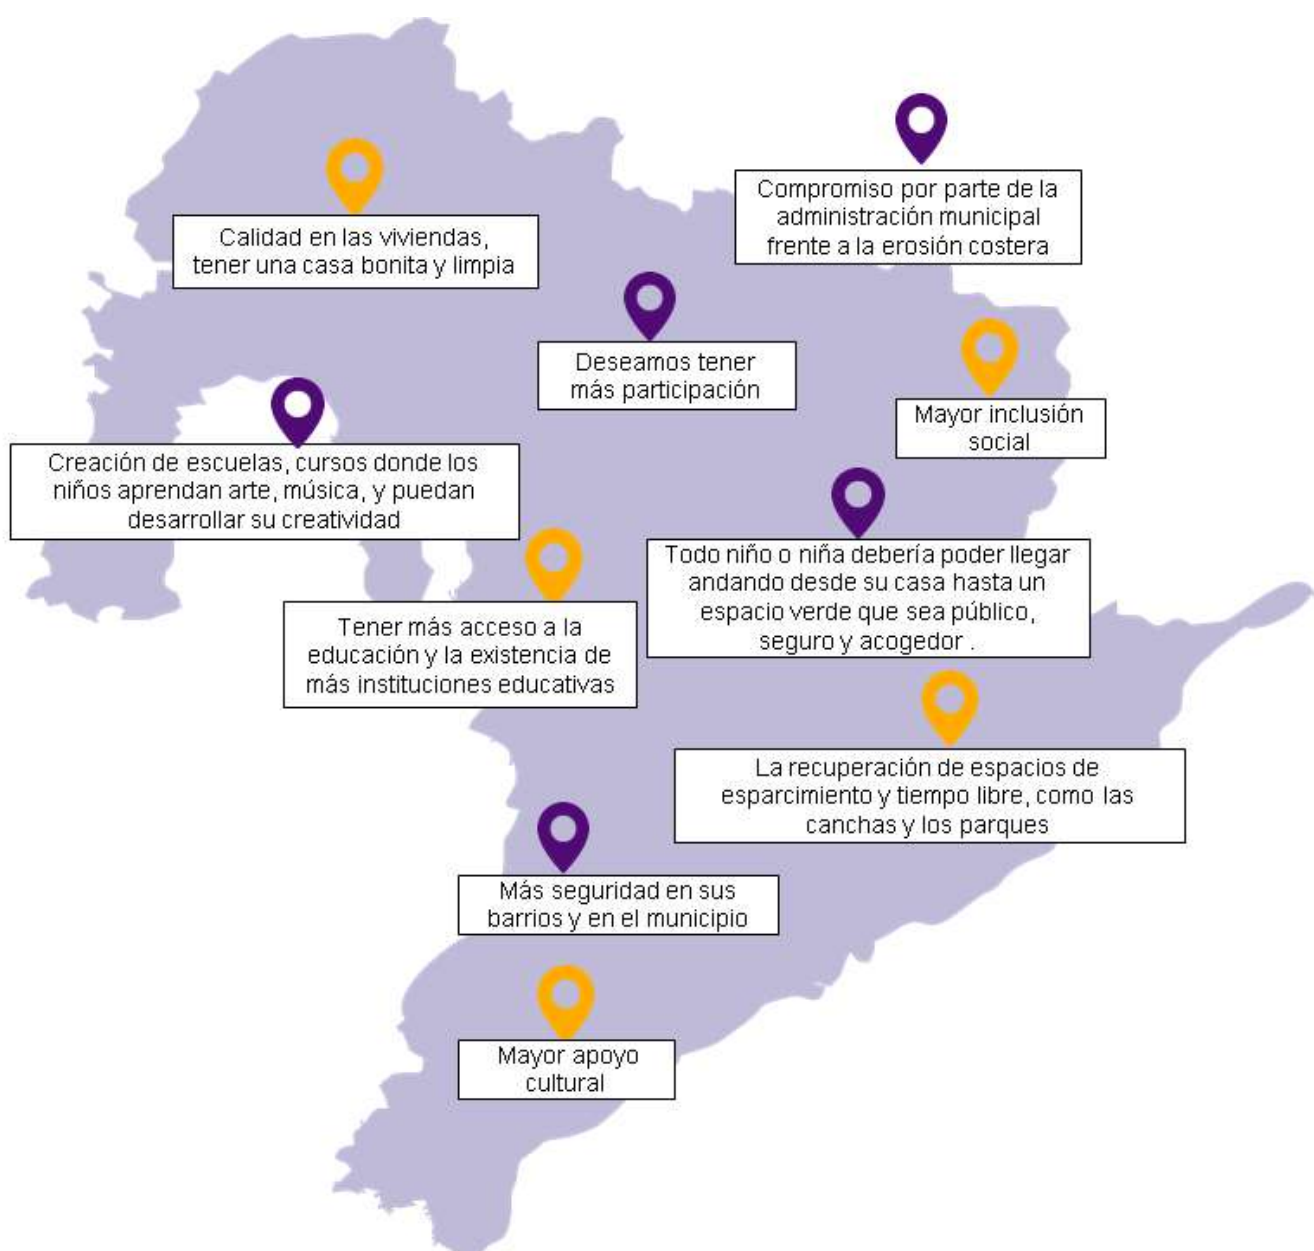 Compromiso por parte de la
administración municipal
frente a la erosión costera
Calidad en las viviendas,
tener una casa bonita y limpia
Deseamos tener
más participación
Mayor inclusión
social
Creación de escuelas, cursos donde los
niños aprendan arte, música, y puedan
desarrollar su creatividad
Todo niño o niña debería poder llegar
andando desde su casa hasta un
espacio verde que sea público,
seguro y acogedor .
Tener más acceso a la
educación y la existencia de
más instituciones educativas
La recuperación de espacios de
esparcimiento y tiempo libre, como las
canchas y los parques
Más seguridad en sus
barrios y en el municipio
Mayor apoyo
cultural